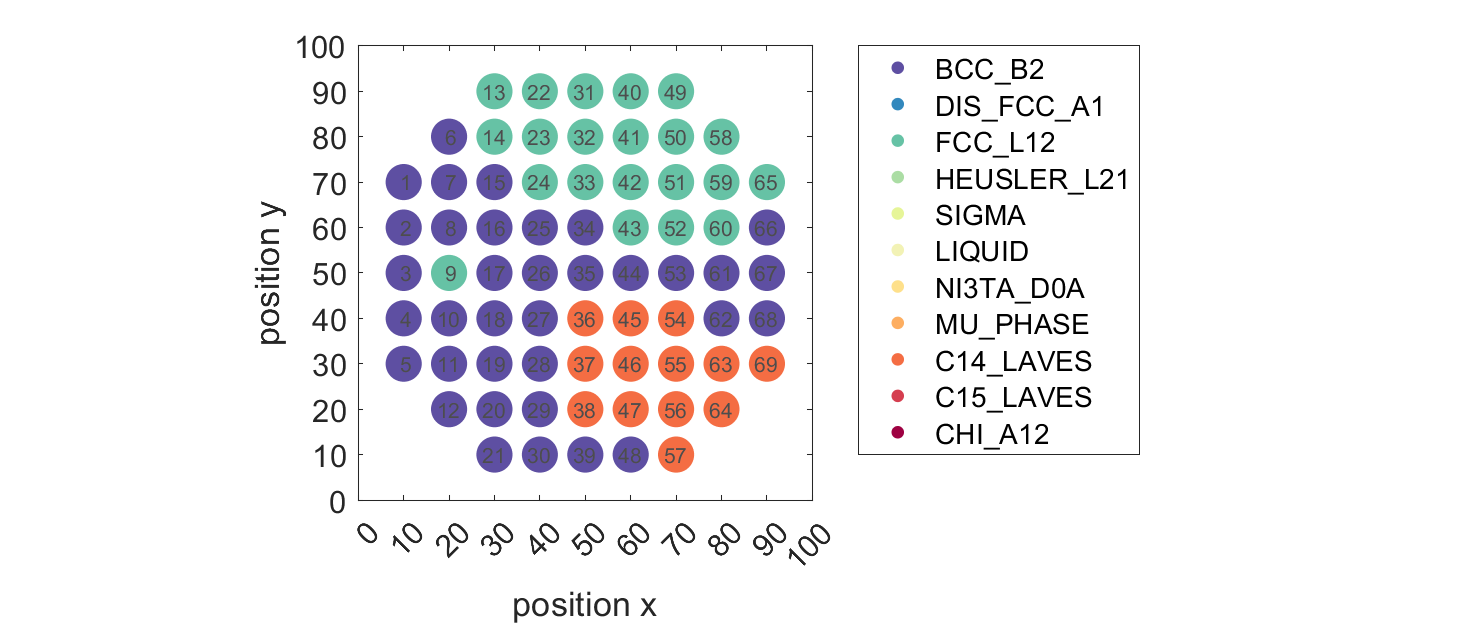 100
90
80
70
60
50
40
30
20
10
0
position y
13 22 31 40 49
6 14 23 32 41 50 58
1 7 15 24 33 42 51 59 65
2 8 16 25 34 43 52 60 66
3 9 17 26 35 44 53 61 67
4 10 18 27 36 45 54 62 68
5 11 19 28 37 46 55 63 69
12 20 29 38 47 56 64
21 30 39 48 57
0 10 20 30 40 50 60 70 80 90 100
position x
BCC_B2
DIS_FCC_A1
FCC_L12
HEUSLER_L21
SIGMA
LIQUID
NI3TA_D0A
MU_PHASE
C14_LAVES
C15_LAVES
CHI_A12